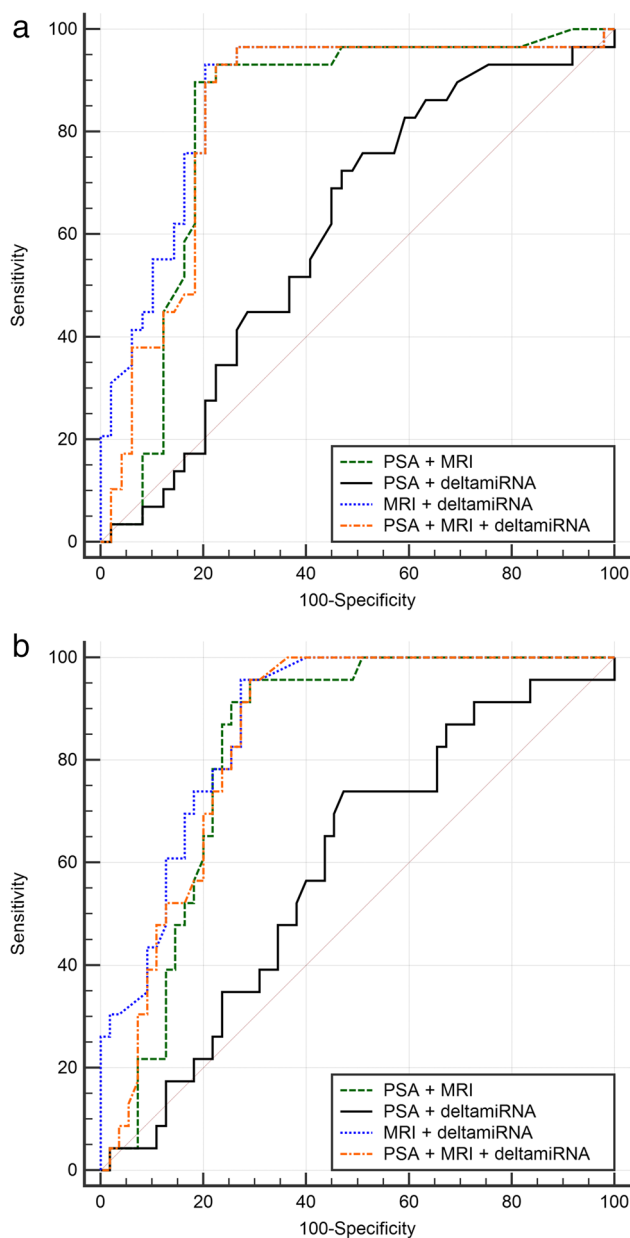 a
100
80
60
40
20
0
Sensitivity
PSA + MRI
PSA + deltamiRNA
MRI + deltamiRNA
PSA + MRI + deltamiRNA
0 20 40 60 80 100
100-Specificity
b
100
80
60
40
20
0
Sensitivity
PSA + MRI
PSA + deltamiRNA
MRI + deltamiRNA
PSA + MRI + deltamiRNA
0 20 40 60 80 100
100-Specificity